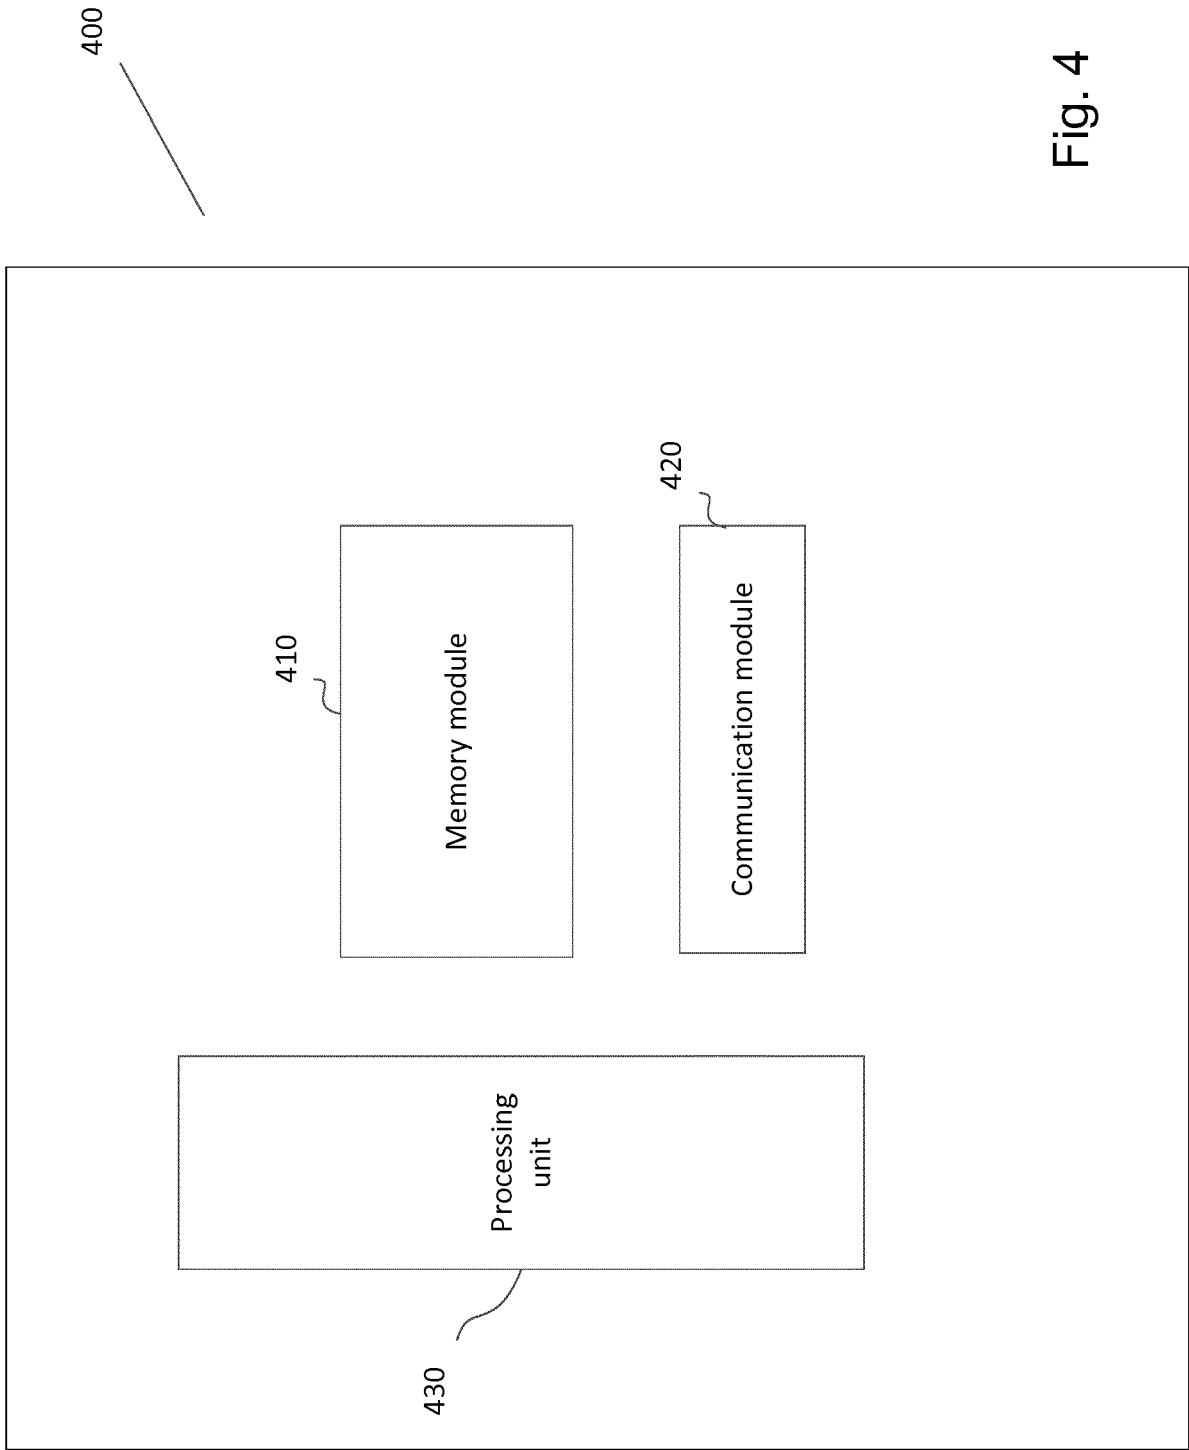 400
410
Memory module
420
Communication module
Processing
unit
430
Fig. 4